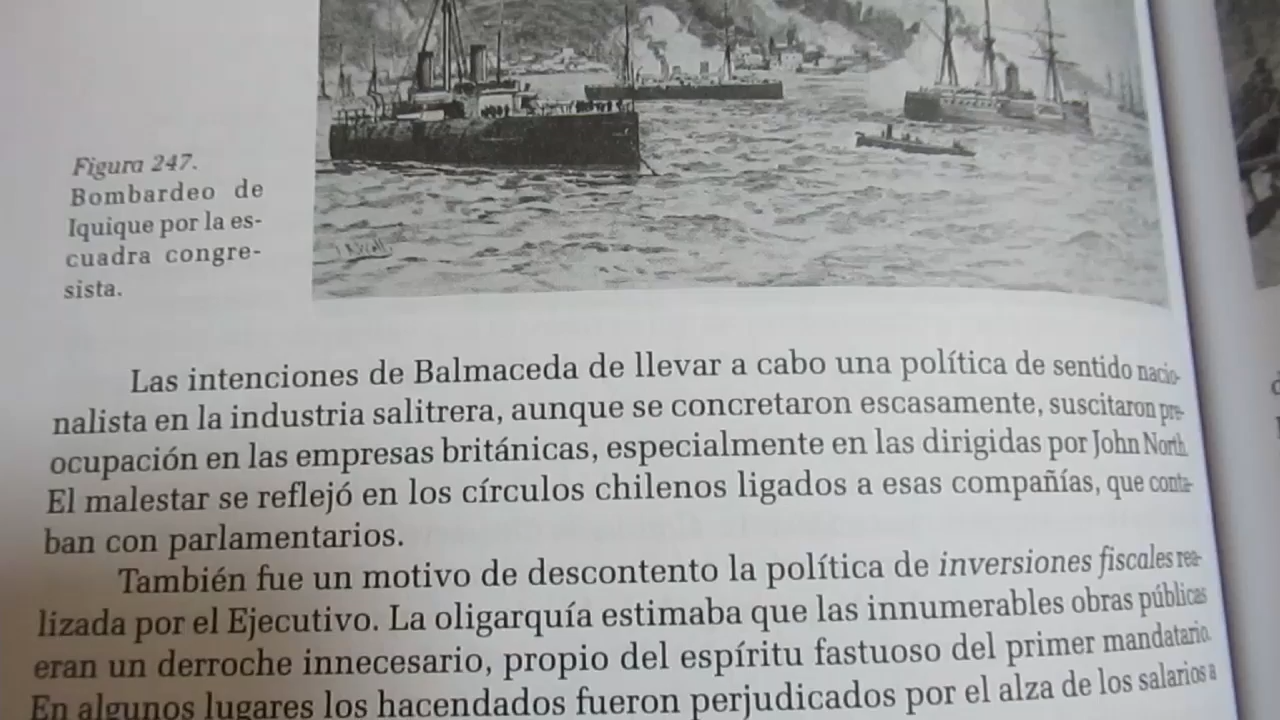 Figura 247.
Bombardeo de
Iquique por la es-
cuadra congre-
sista.
Las intenciones de Balmaceda de llevar a cabo una política de sentido nacio-
nalista en la industria salitrera, aunque se concretaron escasamente, suscitaron pre-
ocupación en las empresas británicas, especialmente en las dirigidas por John North.
El malestar se reflejó en los círculos chilenos ligados a esas compañías, que conta-
ban con parlamentarios.
También fue un motivo de descontento la política de inversiones fiscales rea-
lizada por el Ejecutivo. La oligarquía estimaba que las innumerables obras públicas
eran un derroche innecesario, propio del espíritu fastuoso del primer mandatario.
En algunos lugares los hacendados fueron perjudicados por el alza de los salarios a